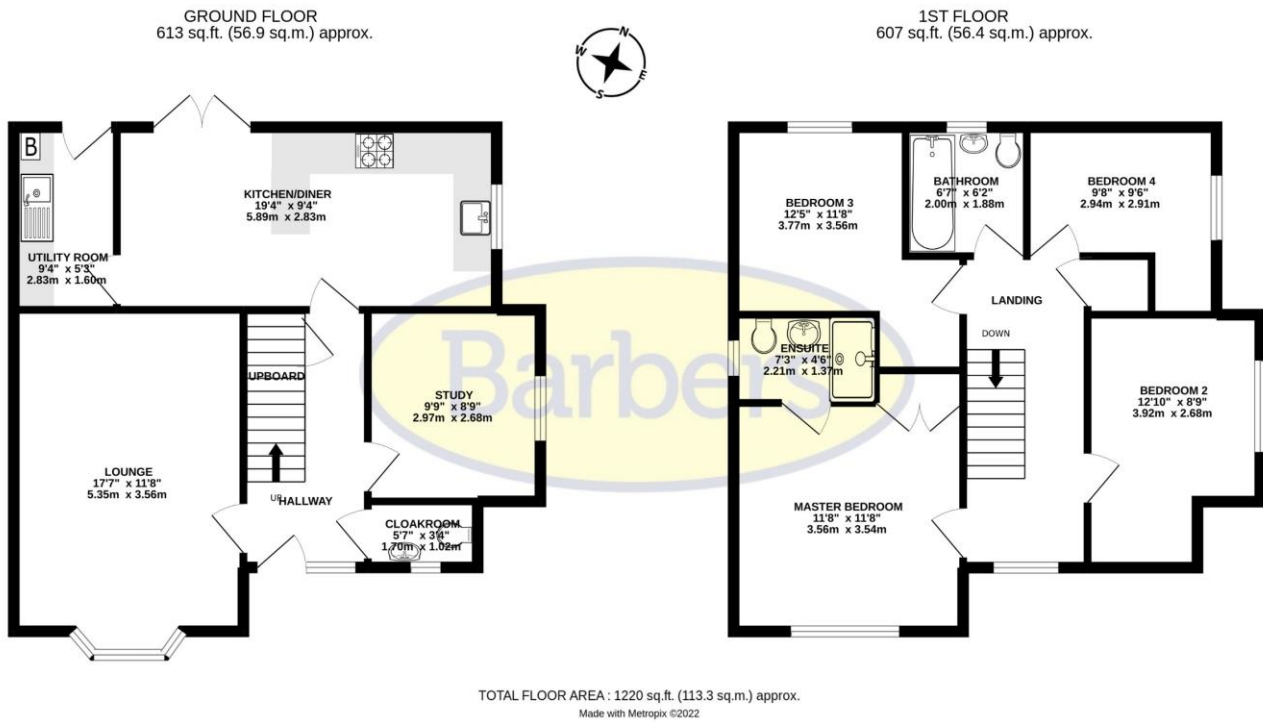 GROUND FLOOR
613 sq.ft. (56.9 sq.m.) approx.
1ST FLOOR
607 sq.ft. (56.4 sq.m.) approx.
N
W
E
S
B
KITCHEN/DINER
19'4" x 9'4"
5.89m x 2.83m
UTILITY ROOM
9'4" x 5'3"
2.83m x 1.60m
UPBOARD
STUDY
9'9" x 8'9"
2.97m x 2.68m
LOUNGE
17'7" x 11'8"
5.35m x 3.56m
UP
HALLWAY
CLOAKROOM
5'7" x 3'4"
1.70m x 1.02m
BEDROOM 3
12'5" x 11'8"
3.77m x 3.56m
BATHROOM
6'7" x 6'2"
2.00m x 1.88m
BEDROOM 4
9'8" x 9'6"
2.94m x 2.91m
LANDING
DOWN
ENSUITE
7'3" x 4'6"
2.21m x 1.37m
BEDROOM 2
12'10" x 8'9"
3.92m x 2.68m
MASTER BEDROOM
11'8" x 11'8"
3.56m x 3.54m
Barbers
TOTAL FLOOR AREA : 1220 sq.ft. (113.3 sq.m.) approx.
Made with Metropix ©2022